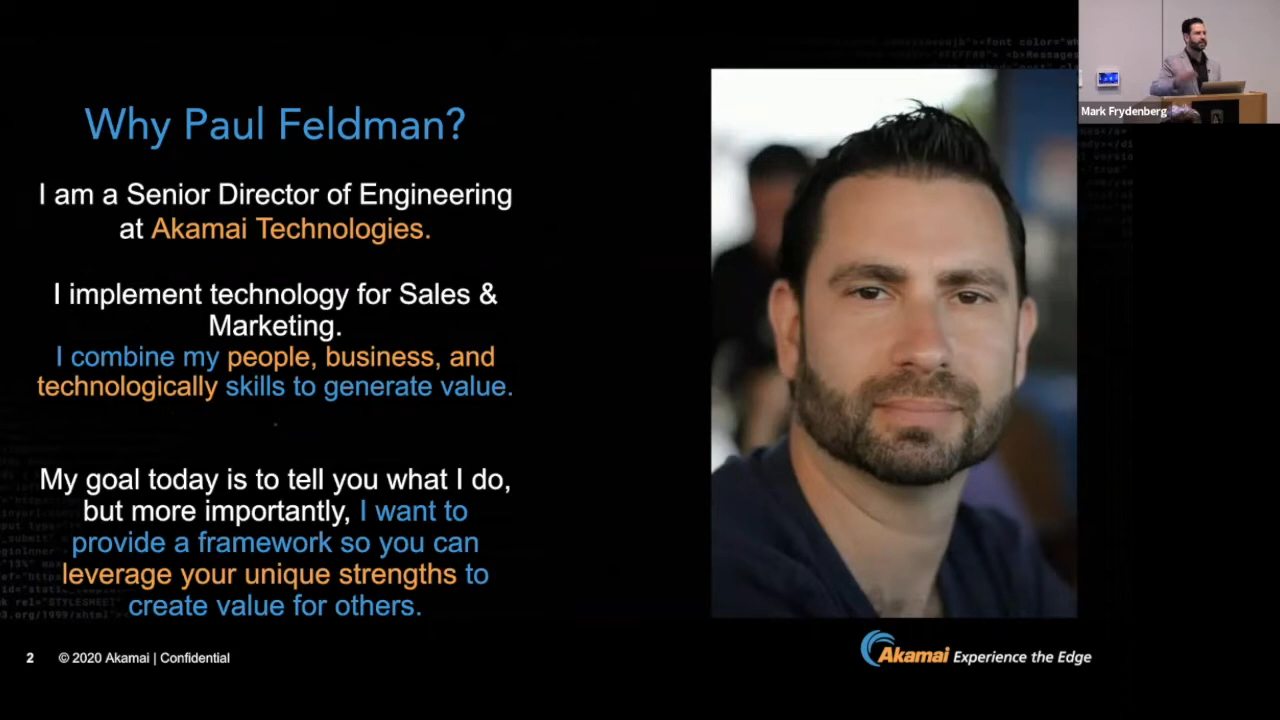 Why Paul Feldman?
I am a Senior Director of Engineering
at Akamai Technologies.
I implement technology for Sales &
Marketing.
I combine my people, business, and
technologically skills to generate value.
My goal today is to tell you what I do,
but more importantly, I want to
provide a framework so you can
leverage your unique strengths to
create value for others.
2 © 2020 Akamai | Confidential
Akamai Experience the Edge
Mark Frydenberg